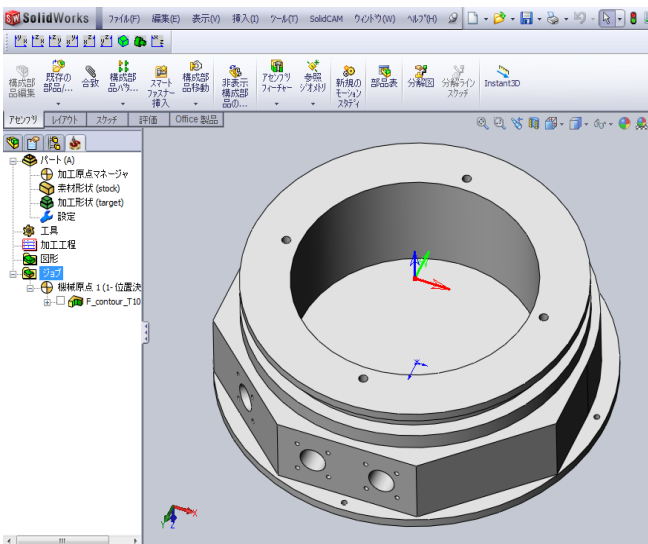 SolidWorks ファイル(F) 編集(E) 表示(V) 挿入(I) ツール(T) SolidCAM ウィンドウ(W) ヘルプ(H)
構成部品編集
既存の部品/...
合致
構成部品パタ...
スマートファスナー挿入
構成部品移動
非表示構成部品の...
アセンブリフィーチャー
参照ジオメトリ
新規のモーションスタディ
部品表
分解図
分解ラインスケッチ
Instant3D
アセンブリ レイアウト スケッチ 評価 Office 製品
パート (A)
加工原点マネージャ
素材形状 (stock)
加工形状 (target)
設定
工具
加工工程
図形
ジョブ
機械原点 1 (1- 位置決
F_contour_T10
X
Y
Z